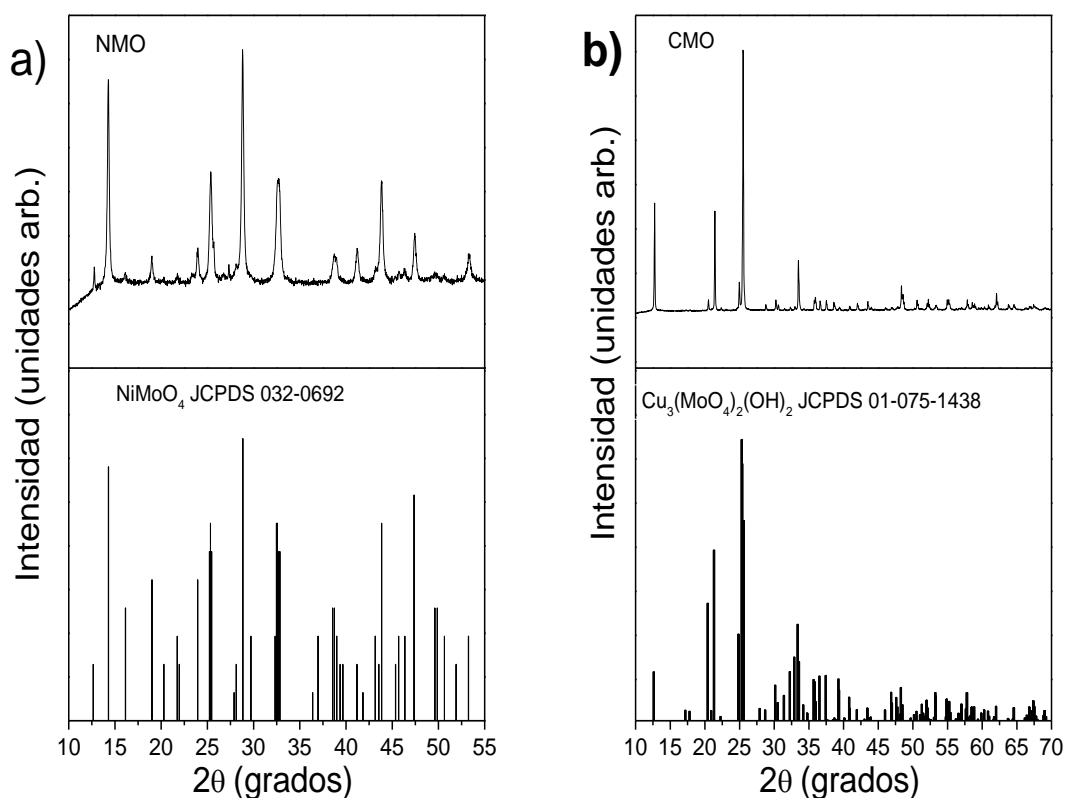 a)
NMO
Intensidad (unidades arb.)
NiMoO₄ JCPDS 032-0692
10 15 20 25 30 35 40 45 50 55
2θ (grados)
b)
CMO
Intensidad (unidades arb.)
Cu₃(MoO₄)₂(OH)₂ JCPDS 01-075-1438
10 15 20 25 30 35 40 45 50 55 60 65 70
2θ (grados)